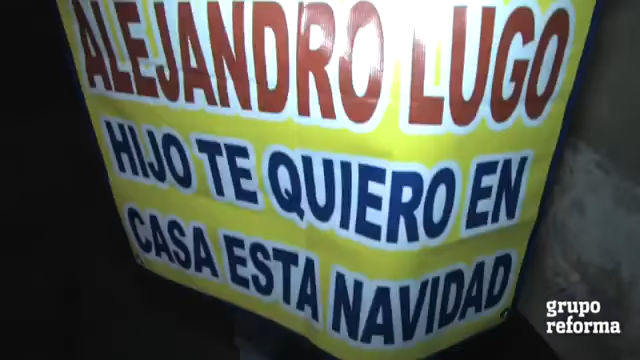 ALEJANDRO LUGO
HIJO TE QUIERO EN
CASA ESTA NAVIDAD
grupo
reforma